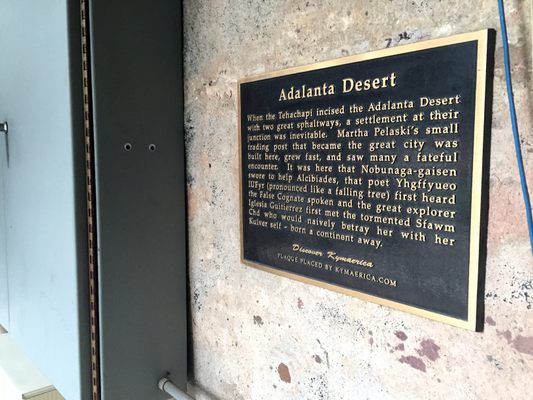 Adalanta Desert
When the Tehachapi incised the Adalanta Desert
with two great sphaltways, a settlement at their
junction was inevitable. Martha Pelaski's small
trading post that became the great city was
built here, grew fast, and saw many a fateful
encounter. It was here that Nobunaga-gaisen
swore to help Alcibiades, that poet Yhgffyueo
IUFyr (pronounced like a falling tree) first heard
the False Cognate spoken and the great explorer
Iglesia Guitierrez first met the tormented Sfawm
Chd who would naively betray her with her
Kulver self - born a continent away.
Discover Kymaerica
PLAQUE PLACED BY KYMAERICA.COM